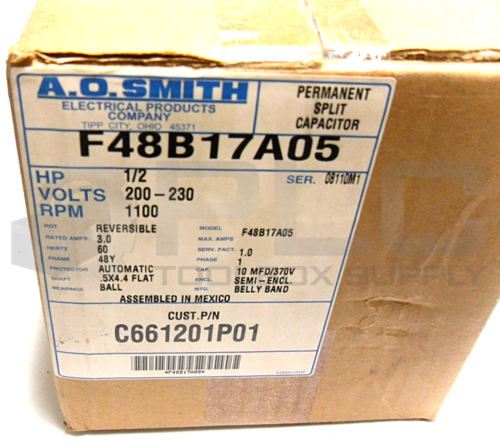 A.O.SMITH
ELECTRICAL PRODUCTS
COMPANY
TIPP CITY, OHIO 45371
PERMANENT
SPLIT
CAPACITOR
F48B17A05
HP 1/2 SER. 08110M1
VOLTS 200-230
RPM 1100
ROT. REVERSIBLE MODEL F48B17A05
RATED AMPS. 3.0 MAX. AMPS
HERTZ 60 SERV. FACT. 1.0
FRAME 48Y PHASE 1
PROTECTOR AUTOMATIC CAP. 10 MFD/370V
SHAFT .5X4.4 FLAT ENCL. SEMI-ENCL.
BEARINGS BALL MTG. BELLY BAND
ASSEMBLED IN MEXICO
CUST.P/N
C661201P01
*F48B17A05*